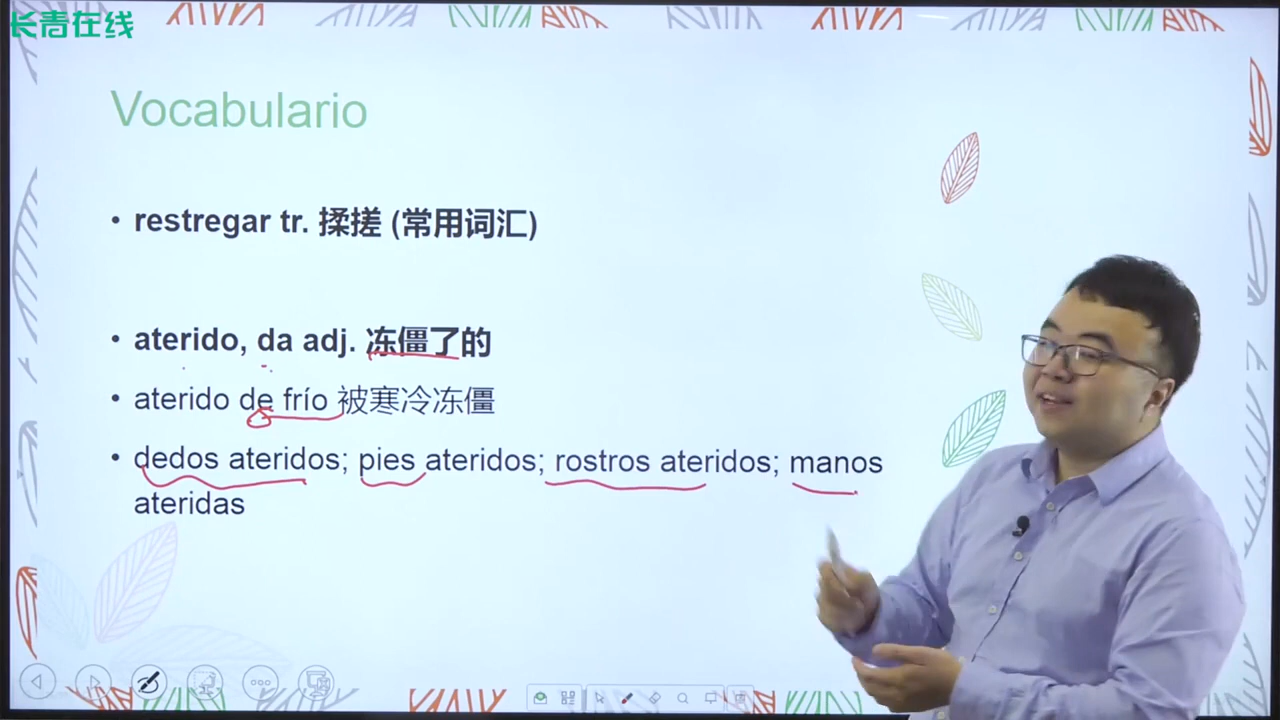 长青在线
Vocabulario
• restregar tr. 揉搓 (常用词汇)
• aterido, da adj. 冻僵了的
• aterido de frío 被寒冷冻僵
• dedos ateridos; pies ateridos; rostros ateridos; manos
ateridas